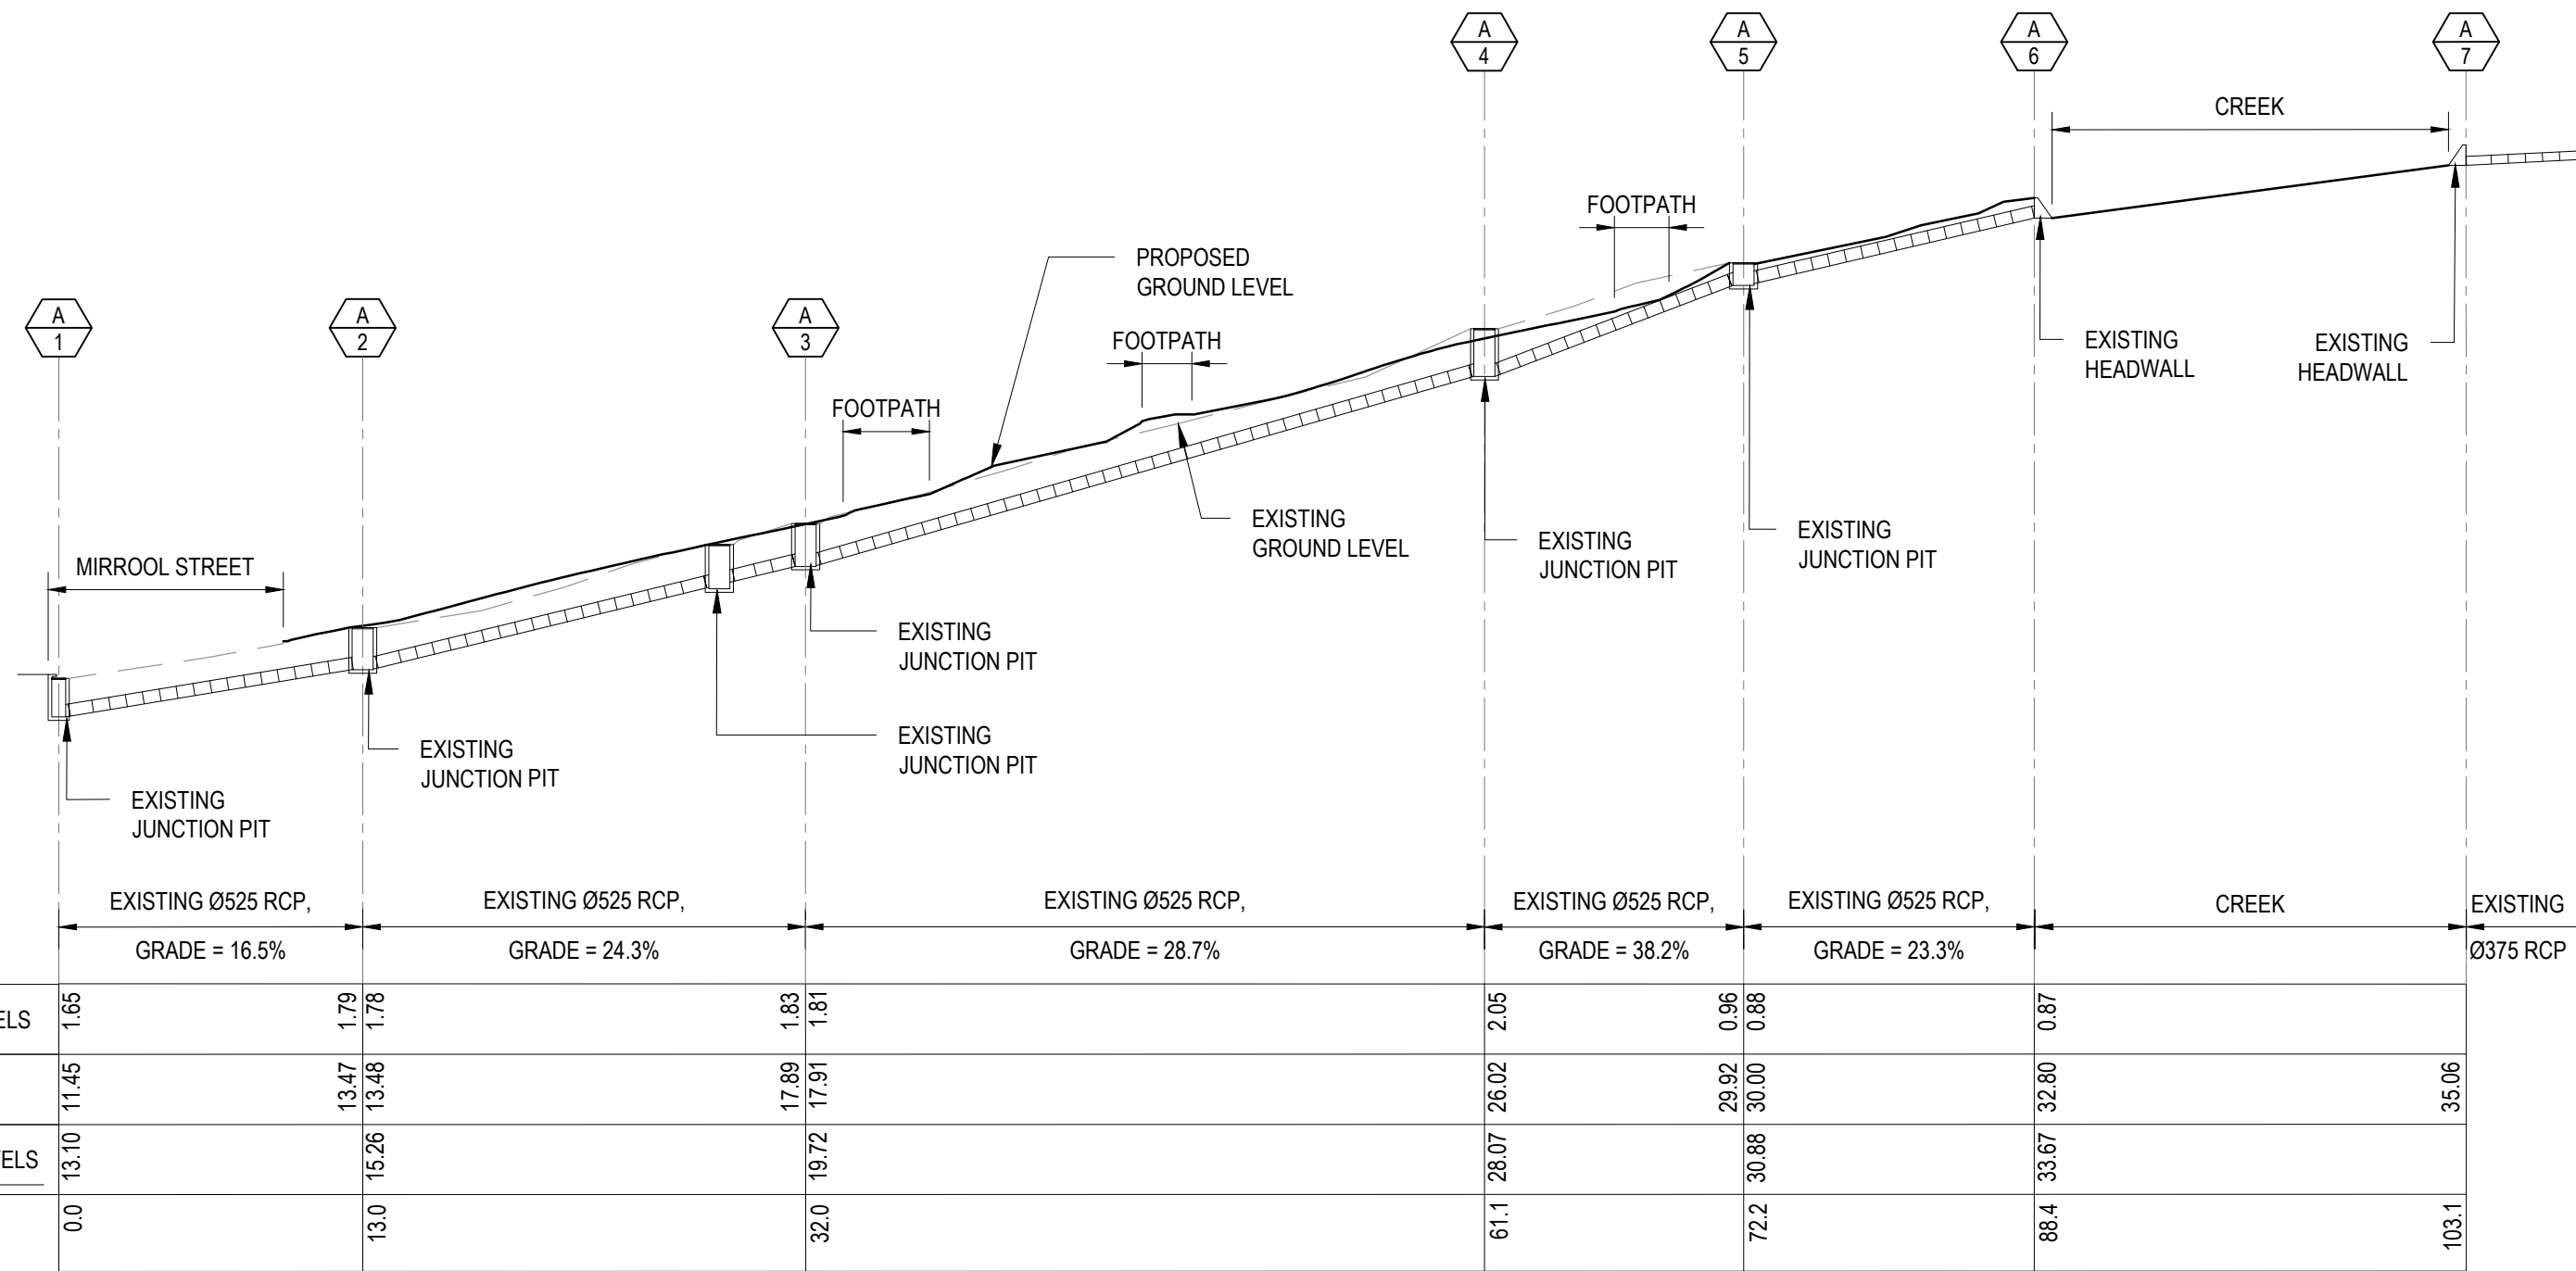 A
4
A
5
A
6
A
7
CREEK
FOOTPATH
PROPOSED
GROUND LEVEL
A
1
A
2
A
3
FOOTPATH
EXISTING
HEADWALL
EXISTING
HEADWALL
FOOTPATH
EXISTING
GROUND LEVEL
EXISTING
JUNCTION PIT
EXISTING
JUNCTION PIT
MIRROOL STREET
EXISTING
JUNCTION PIT
EXISTING
JUNCTION PIT
EXISTING
JUNCTION PIT
EXISTING
JUNCTION PIT
EXISTING Ø525 RCP,
GRADE = 16.5%
EXISTING Ø525 RCP,
GRADE = 24.3%
EXISTING Ø525 RCP,
GRADE = 28.7%
EXISTING Ø525 RCP,
GRADE = 38.2%
EXISTING Ø525 RCP,
GRADE = 23.3%
CREEK
EXISTING
Ø375 RCP
ELS 1.65 1.79 1.78 1.83 1.81 2.05 0.96 0.88 0.87
11.45 13.47 13.48 17.89 17.91 26.02 29.92 30.00 32.80 35.06
ELS 13.10 15.26 19.72 28.07 30.88 33.67
0.0 13.0 32.0 61.1 72.2 88.4 103.1